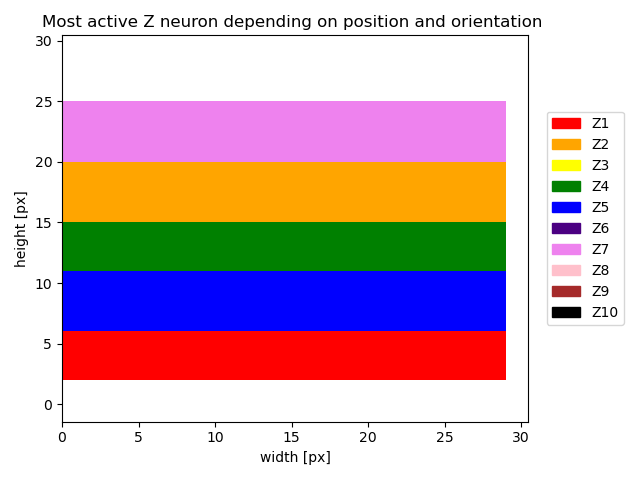 Most active Z neuron depending on position and orientation
30
25
20
15
10
5
0
height [px]
0 5 10 15 20 25 30
width [px]
Z1
Z2
Z3
Z4
Z5
Z6
Z7
Z8
Z9
Z10